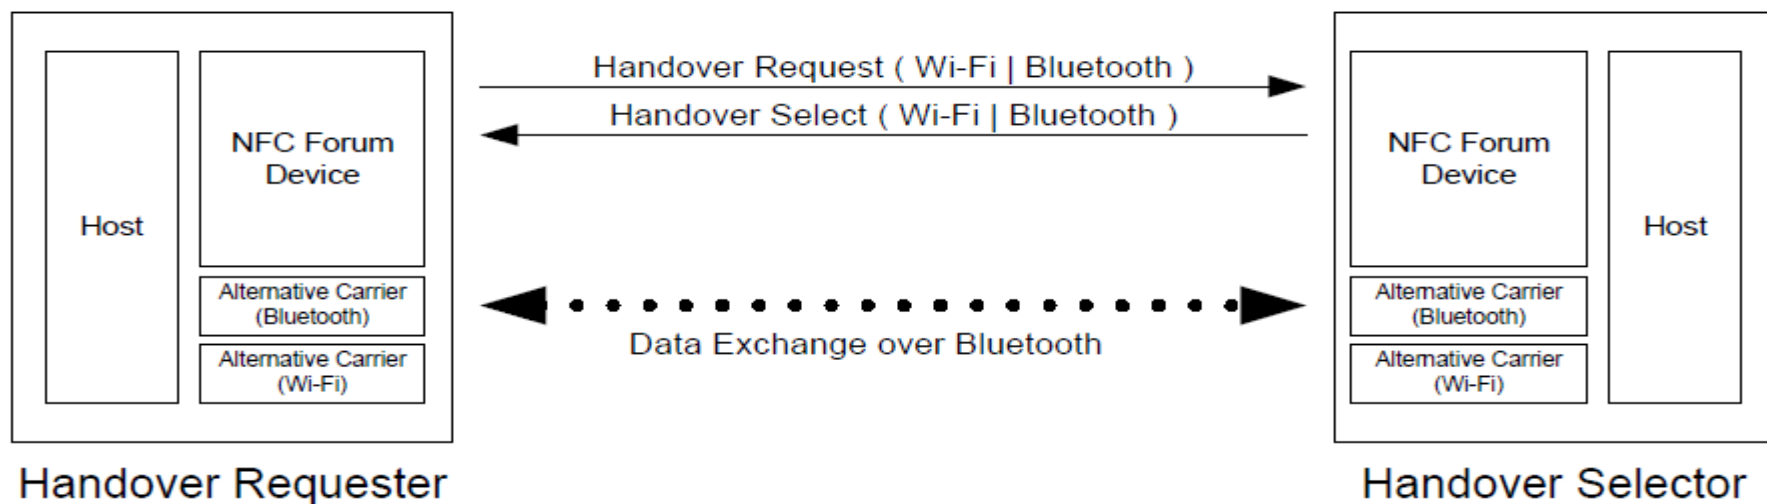 Host
NFC Forum
Device
Alternative Carrier
(Bluetooth)
Alternative Carrier
(Wi-Fi)
Handover Requester
Handover Request ( Wi-Fi | Bluetooth )
Handover Select ( Wi-Fi | Bluetooth )
Data Exchange over Bluetooth
NFC Forum
Device
Alternative Carrier
(Bluetooth)
Alternative Carrier
(Wi-Fi)
Host
Handover Selector